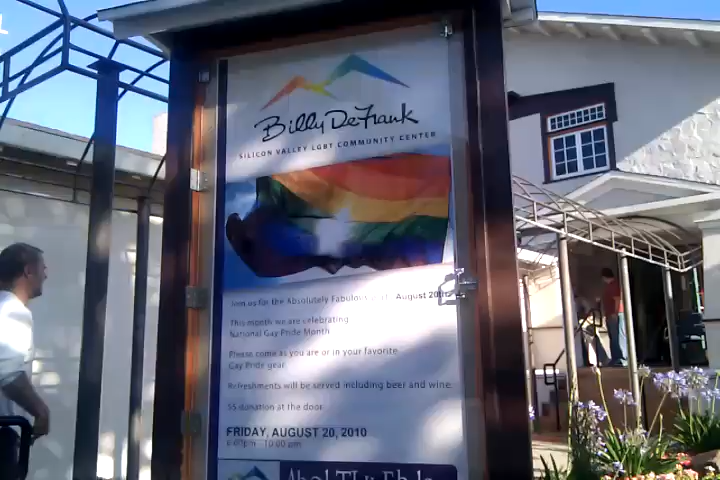 Billy DeFrank
SILICON VALLEY LGBT COMMUNITY CENTER
Join us for the Absolutely Fabulous August
This month we are celebrating
National Gay Pride Month
Please come as you are or in your favorite
Gay Pride gear.
Refreshments will be served including beer and wine
$5 donation at the door
FRIDAY, AUGUST 20, 2010
6:00pm - 10:00 pm